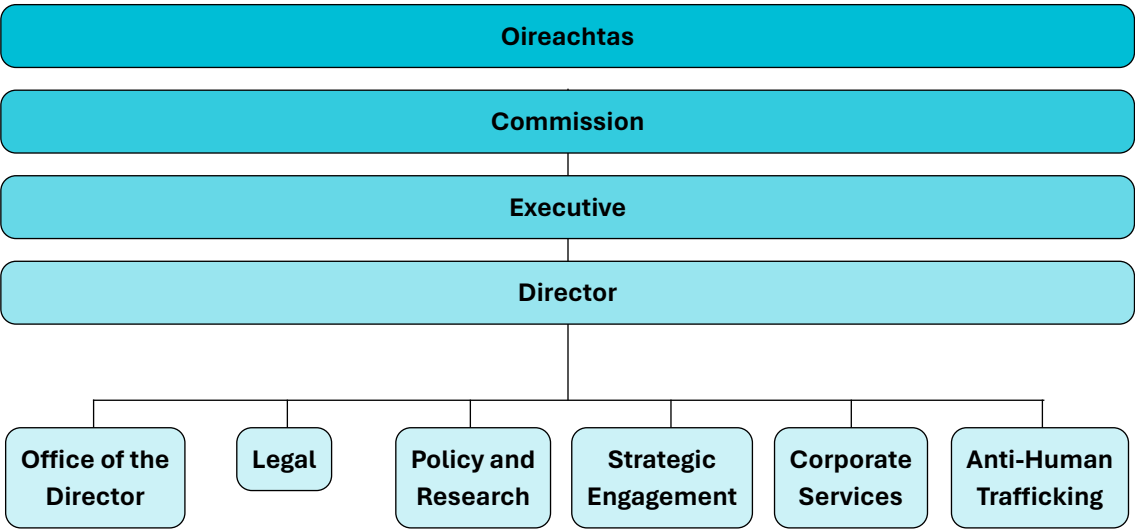 Oireachtas
Commission
Executive
Director
Office of the
Director
Legal
Policy and
Research
Strategic
Engagement
Corporate
Services
Anti-Human
Trafficking